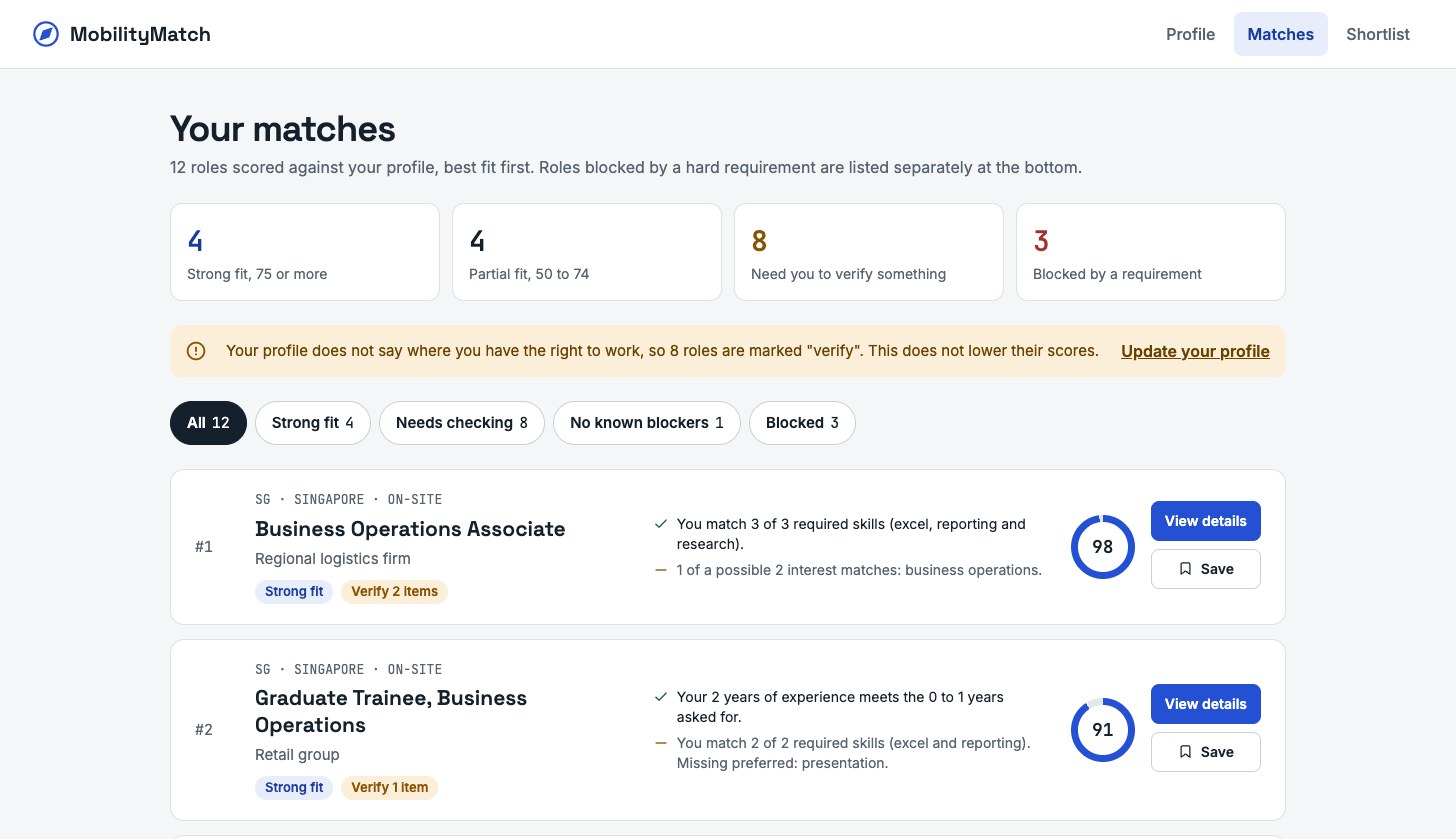 MobilityMatch
Profile
Matches
Shortlist
Your matches
12 roles scored against your profile, best fit first. Roles blocked by a hard requirement are listed separately at the bottom.
4
Strong fit, 75 or more
4
Partial fit, 50 to 74
8
Need you to verify something
3
Blocked by a requirement
Your profile does not say where you have the right to work, so 8 roles are marked "verify". This does not lower their scores.
Update your profile
All 12
Strong fit 4
Needs checking 8
No known blockers 1
Blocked 3
#1
SG · SINGAPORE · ON-SITE
Business Operations Associate
Regional logistics firm
Strong fit
Verify 2 items
You match 3 of 3 required skills (excel, reporting and
research).
1 of a possible 2 interest matches: business operations.
98
View details
Save
#2
SG · SINGAPORE · ON-SITE
Graduate Trainee, Business
Operations
Retail group
Strong fit
Verify 1 item
Your 2 years of experience meets the 0 to 1 years
asked for.
You match 2 of 2 required skills (excel and reporting).
Missing preferred: presentation.
91
View details
Save